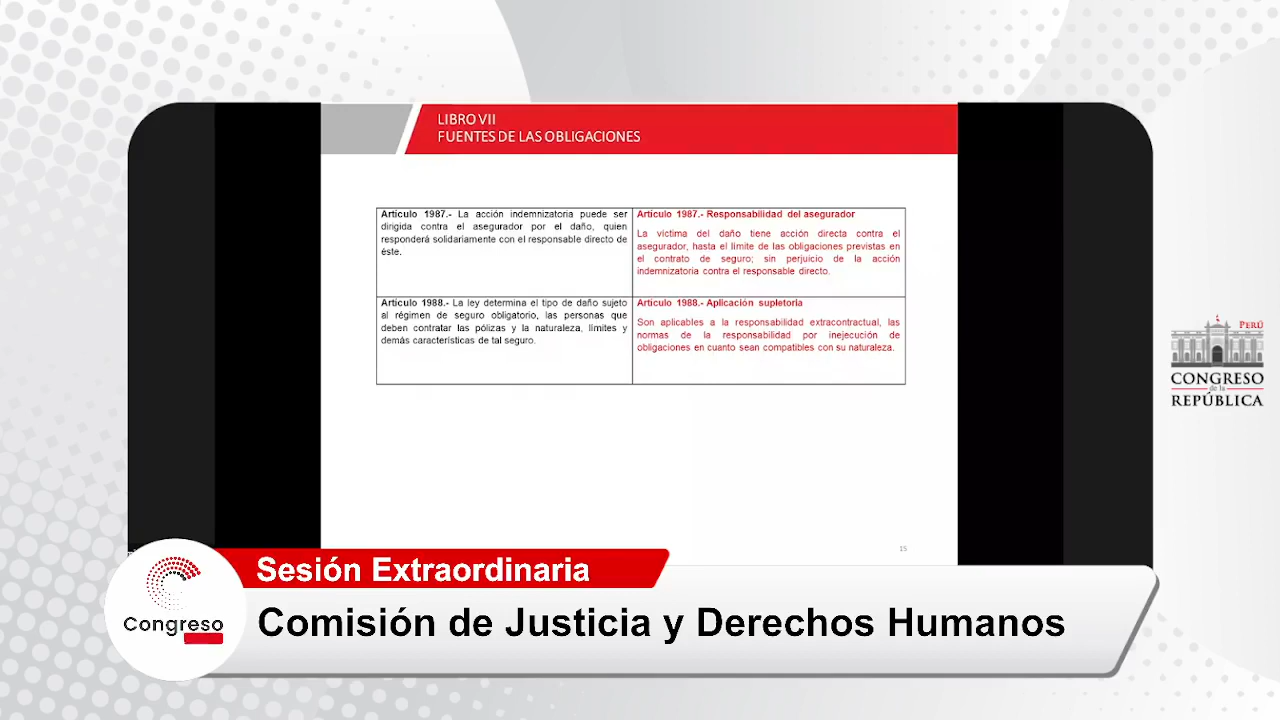 LIBRO VII
FUENTES DE LAS OBLIGACIONES
Artículo 1987.- La acción indemnizatoria puede ser
dirigida contra el asegurador por el daño, quien
responderá solidariamente con el responsable directo de
éste.
Artículo 1987.- Responsabilidad del asegurador
La víctima del daño tiene acción directa contra el
asegurador, hasta el límite de las obligaciones previstas en
el contrato de seguro; sin perjuicio de la acción
indemnizatoria contra el responsable directo.
Artículo 1988.- La ley determina el tipo de daño sujeto
al régimen de seguro obligatorio, las personas que
deben contratar las pólizas y la naturaleza, límites y
demás características de tal seguro.
Artículo 1988.- Aplicación supletoria
Son aplicables a la responsabilidad extracontractual, las
normas de la responsabilidad por inejecución de
obligaciones en cuanto sean compatibles con su naturaleza.
15
PERÚ
CONGRESO
de la
REPÚBLICA
Congreso
Sesión Extraordinaria
Comisión de Justicia y Derechos Humanos